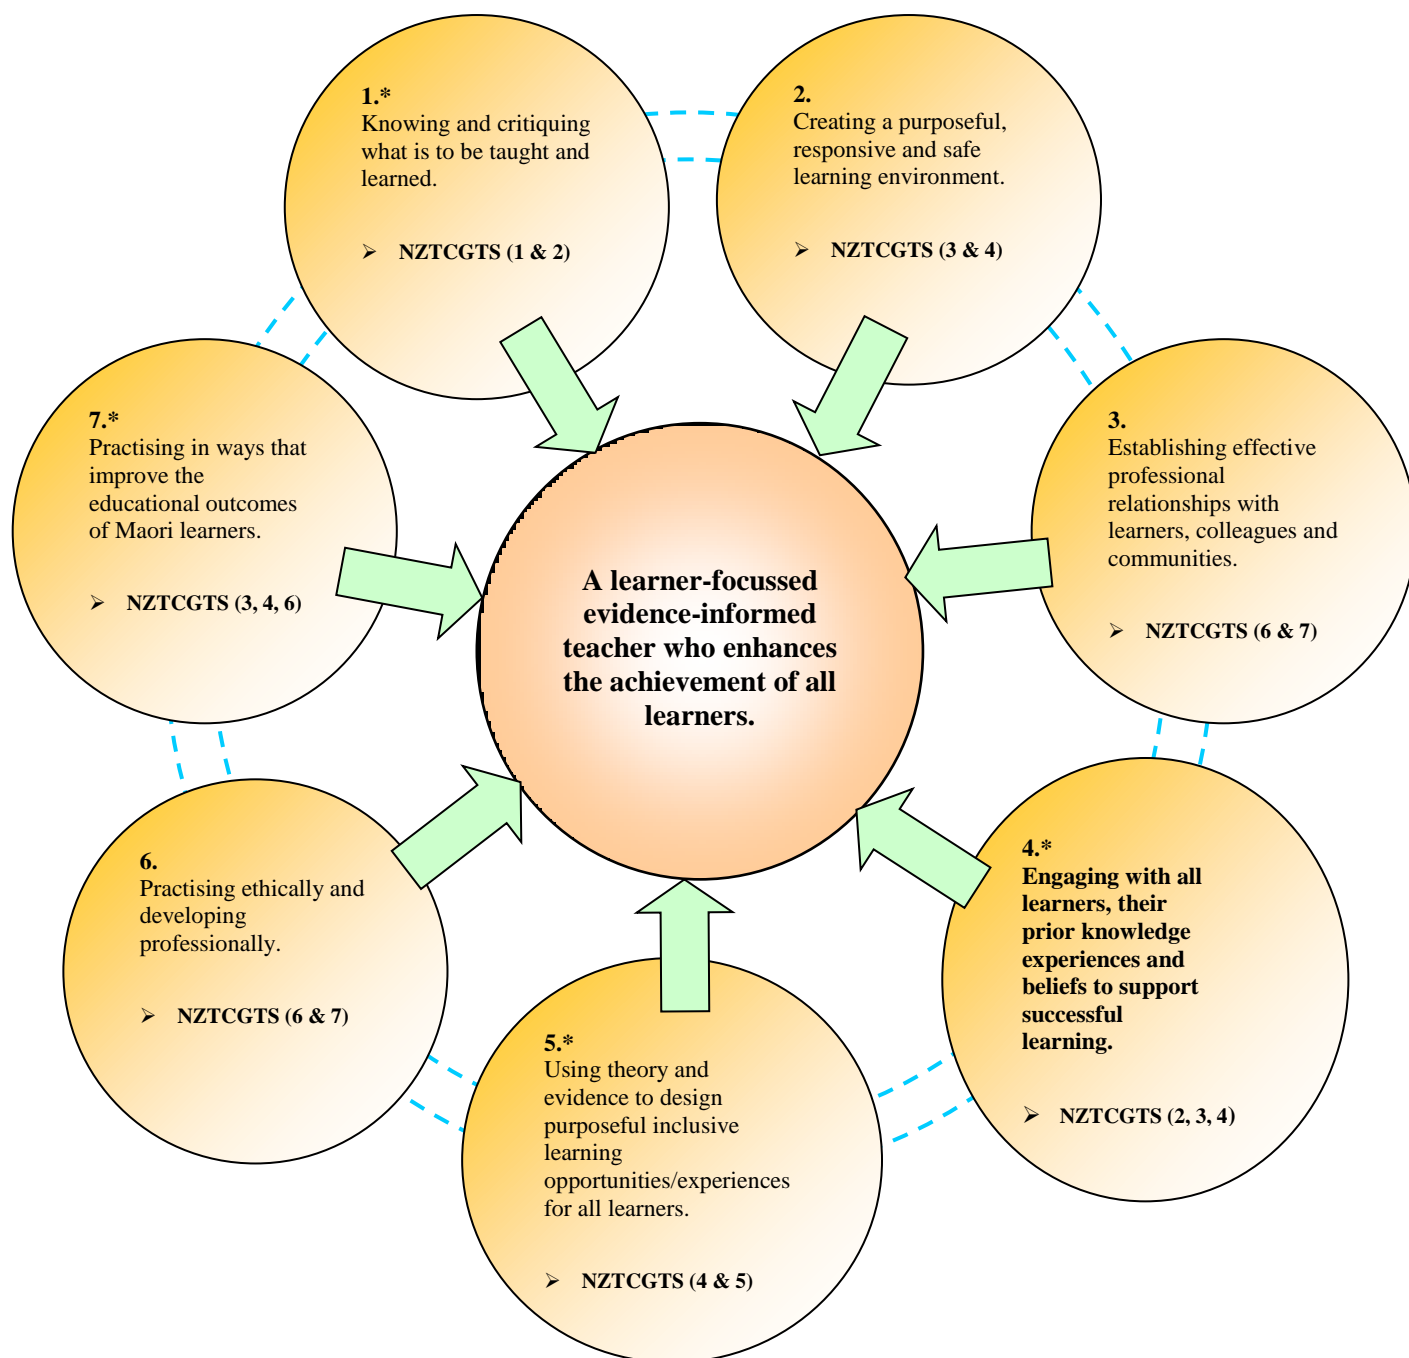 1.*
Knowing and critiquing
what is to be taught and
learned.
➢ NZTCGTS (1 & 2)
2.
Creating a purposeful,
responsive and safe
learning environment.
➢ NZTCGTS (3 & 4)
3.
Establishing effective
professional
relationships with
learners, colleagues and
communities.
➢ NZTCGTS (6 & 7)
4.*
Engaging with all
learners, their
prior knowledge
experiences and
beliefs to support
successful
learning.
➢ NZTCGTS (2, 3, 4)
5.*
Using theory and
evidence to design
purposeful inclusive
learning
opportunities/experiences
for all learners.
➢ NZTCGTS (4 & 5)
6.
Practising ethically and
developing
professionally.
➢ NZTCGTS (6 & 7)
7.*
Practising in ways that
improve the
educational outcomes
of Maori learners.
➢ NZTCGTS (3, 4, 6)
A learner-focussed
evidence-informed
teacher who enhances
the achievement of all
learners.